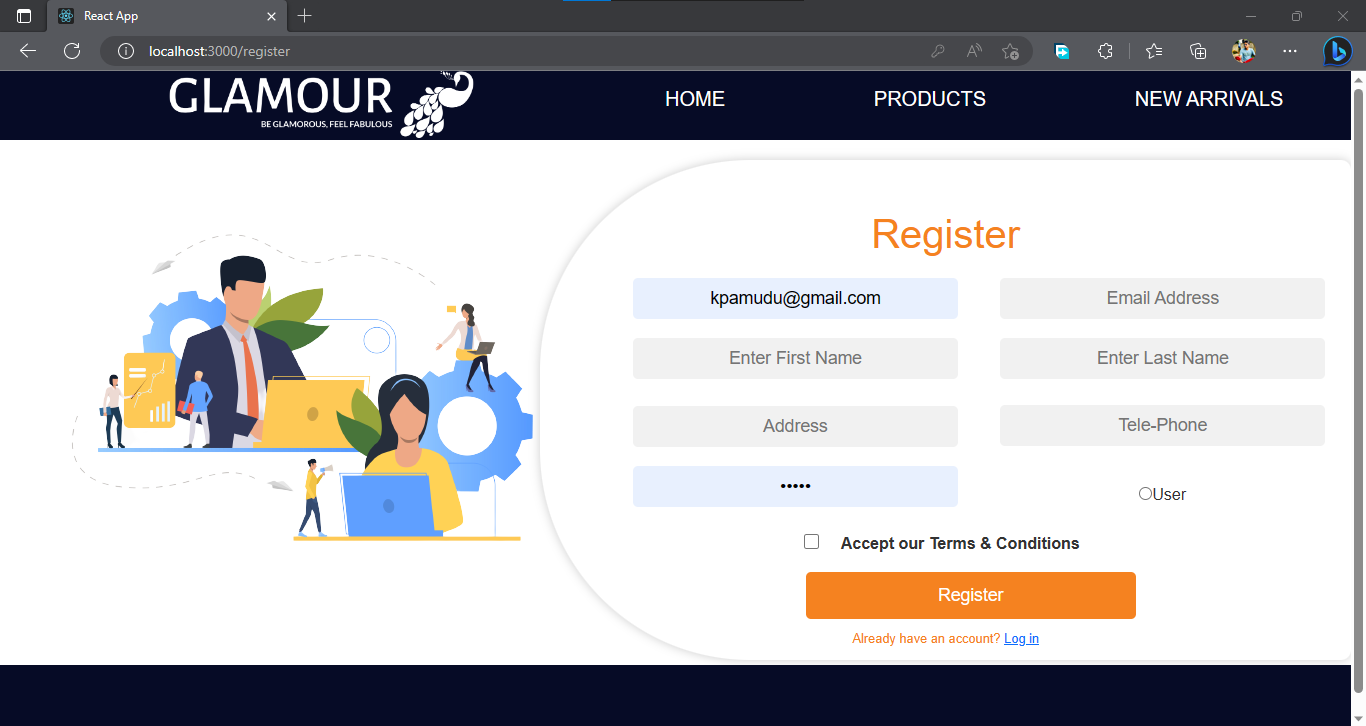 React App
localhost:3000/register
GLAMOUR
BE GLAMOROUS, FEEL FABULOUS
HOME
PRODUCTS
NEW ARRIVALS
Register
kpamudu@gmail.com
Email Address
Enter First Name
Enter Last Name
Address
Tele-Phone
•••••
User
Accept our Terms & Conditions
Register
Already have an account? Log in